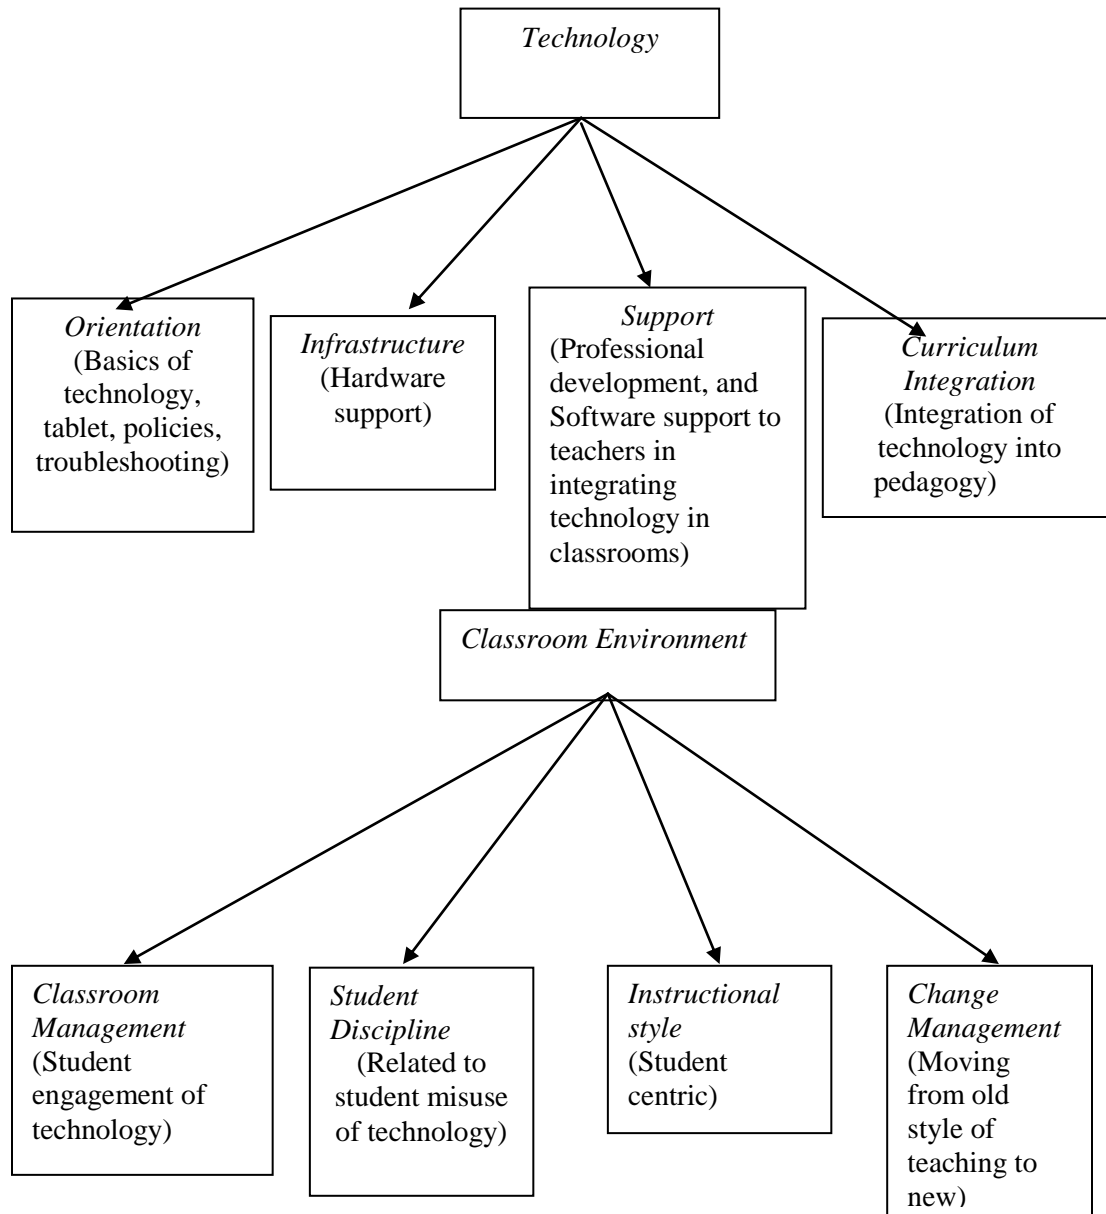 Technology
Orientation
(Basics of
technology,
tablet, policies,
troubleshooting)
Infrastructure
(Hardware
support)
Support
(Professional
development, and
Software support to
teachers in
integrating
technology in
classrooms)
Curriculum
Integration
(Integration of
technology into
pedagogy)
Classroom Environment
Classroom
Management
(Student
engagement of
technology)
Student
Discipline
(Related to
student misuse
of technology)
Instructional
style
(Student
centric)
Change
Management
(Moving
from old
style of
teaching to
new)